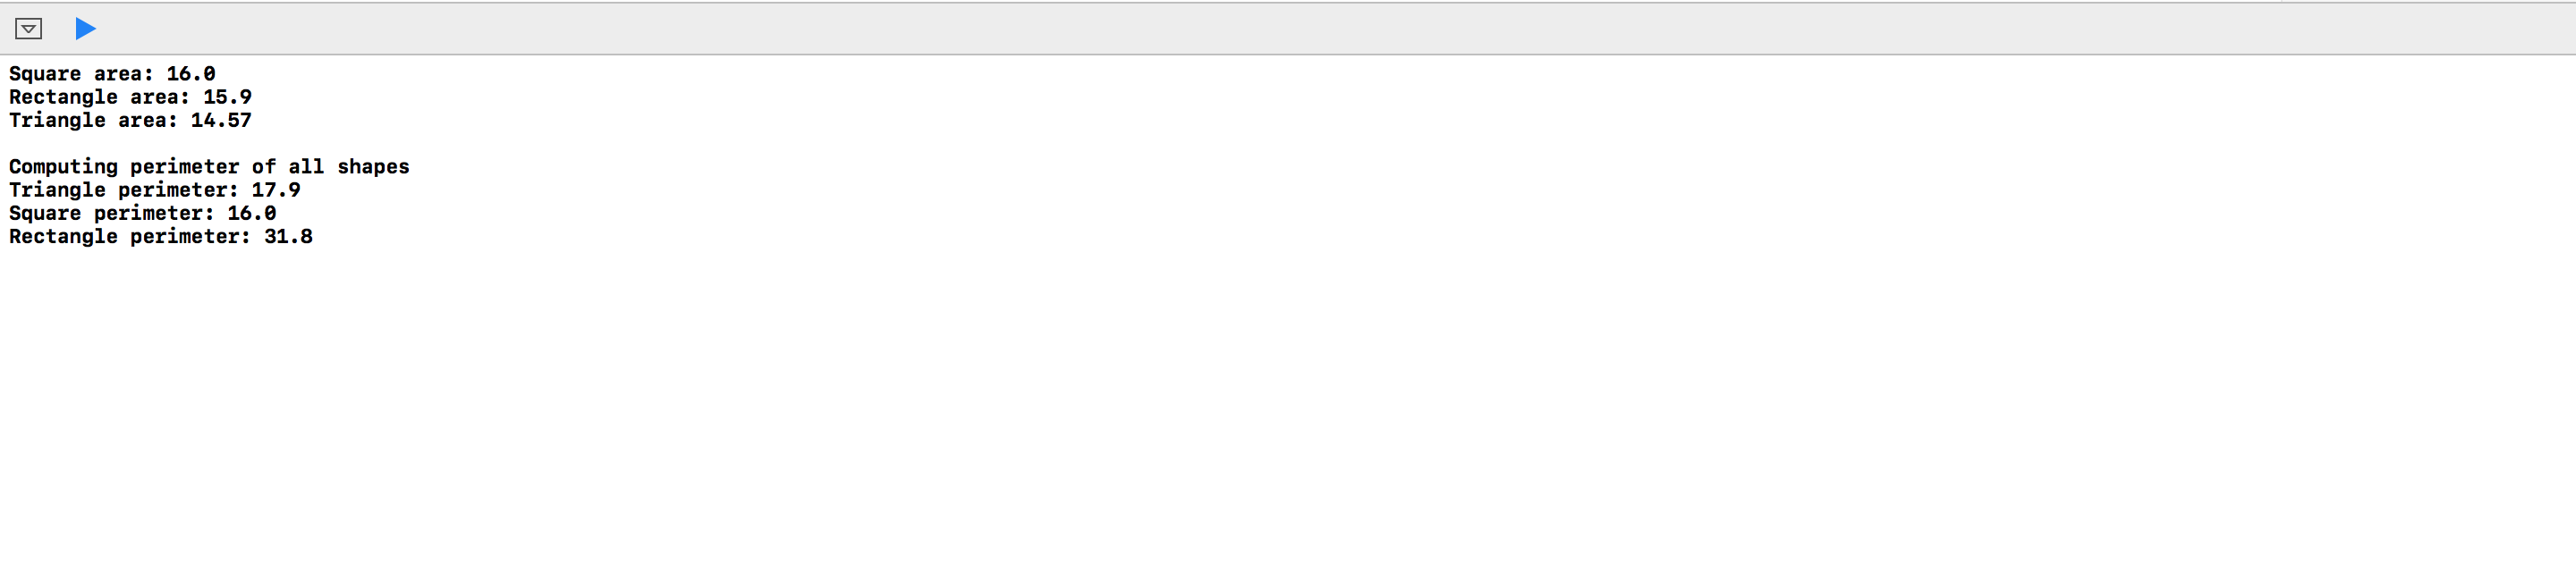 Square area: 16.0
Rectangle area: 15.9
Triangle area: 14.57
Computing perimeter of all shapes
Triangle perimeter: 17.9
Square perimeter: 16.0
Rectangle perimeter: 31.8